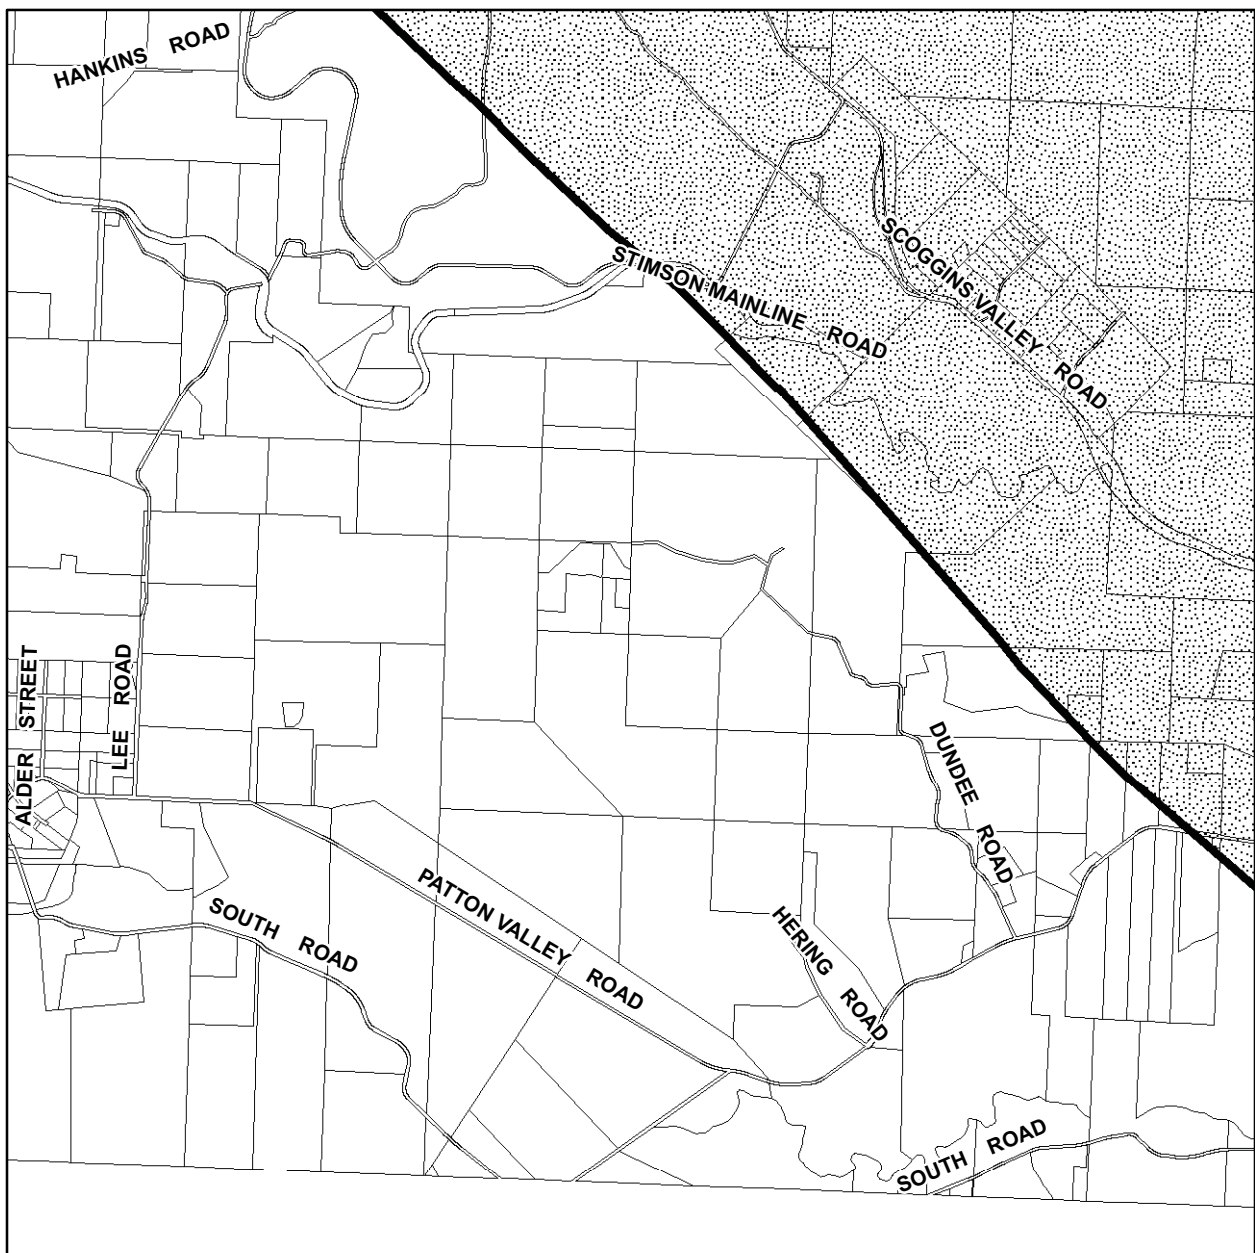 HANKINS ROAD
SCOGGINS VALLEY ROAD
STIMSON MAINLINE ROAD
ALDER STREET
LEE ROAD
DUNDEE ROAD
PATTON VALLEY ROAD
SOUTH ROAD
HERING ROAD
SOUTH ROAD